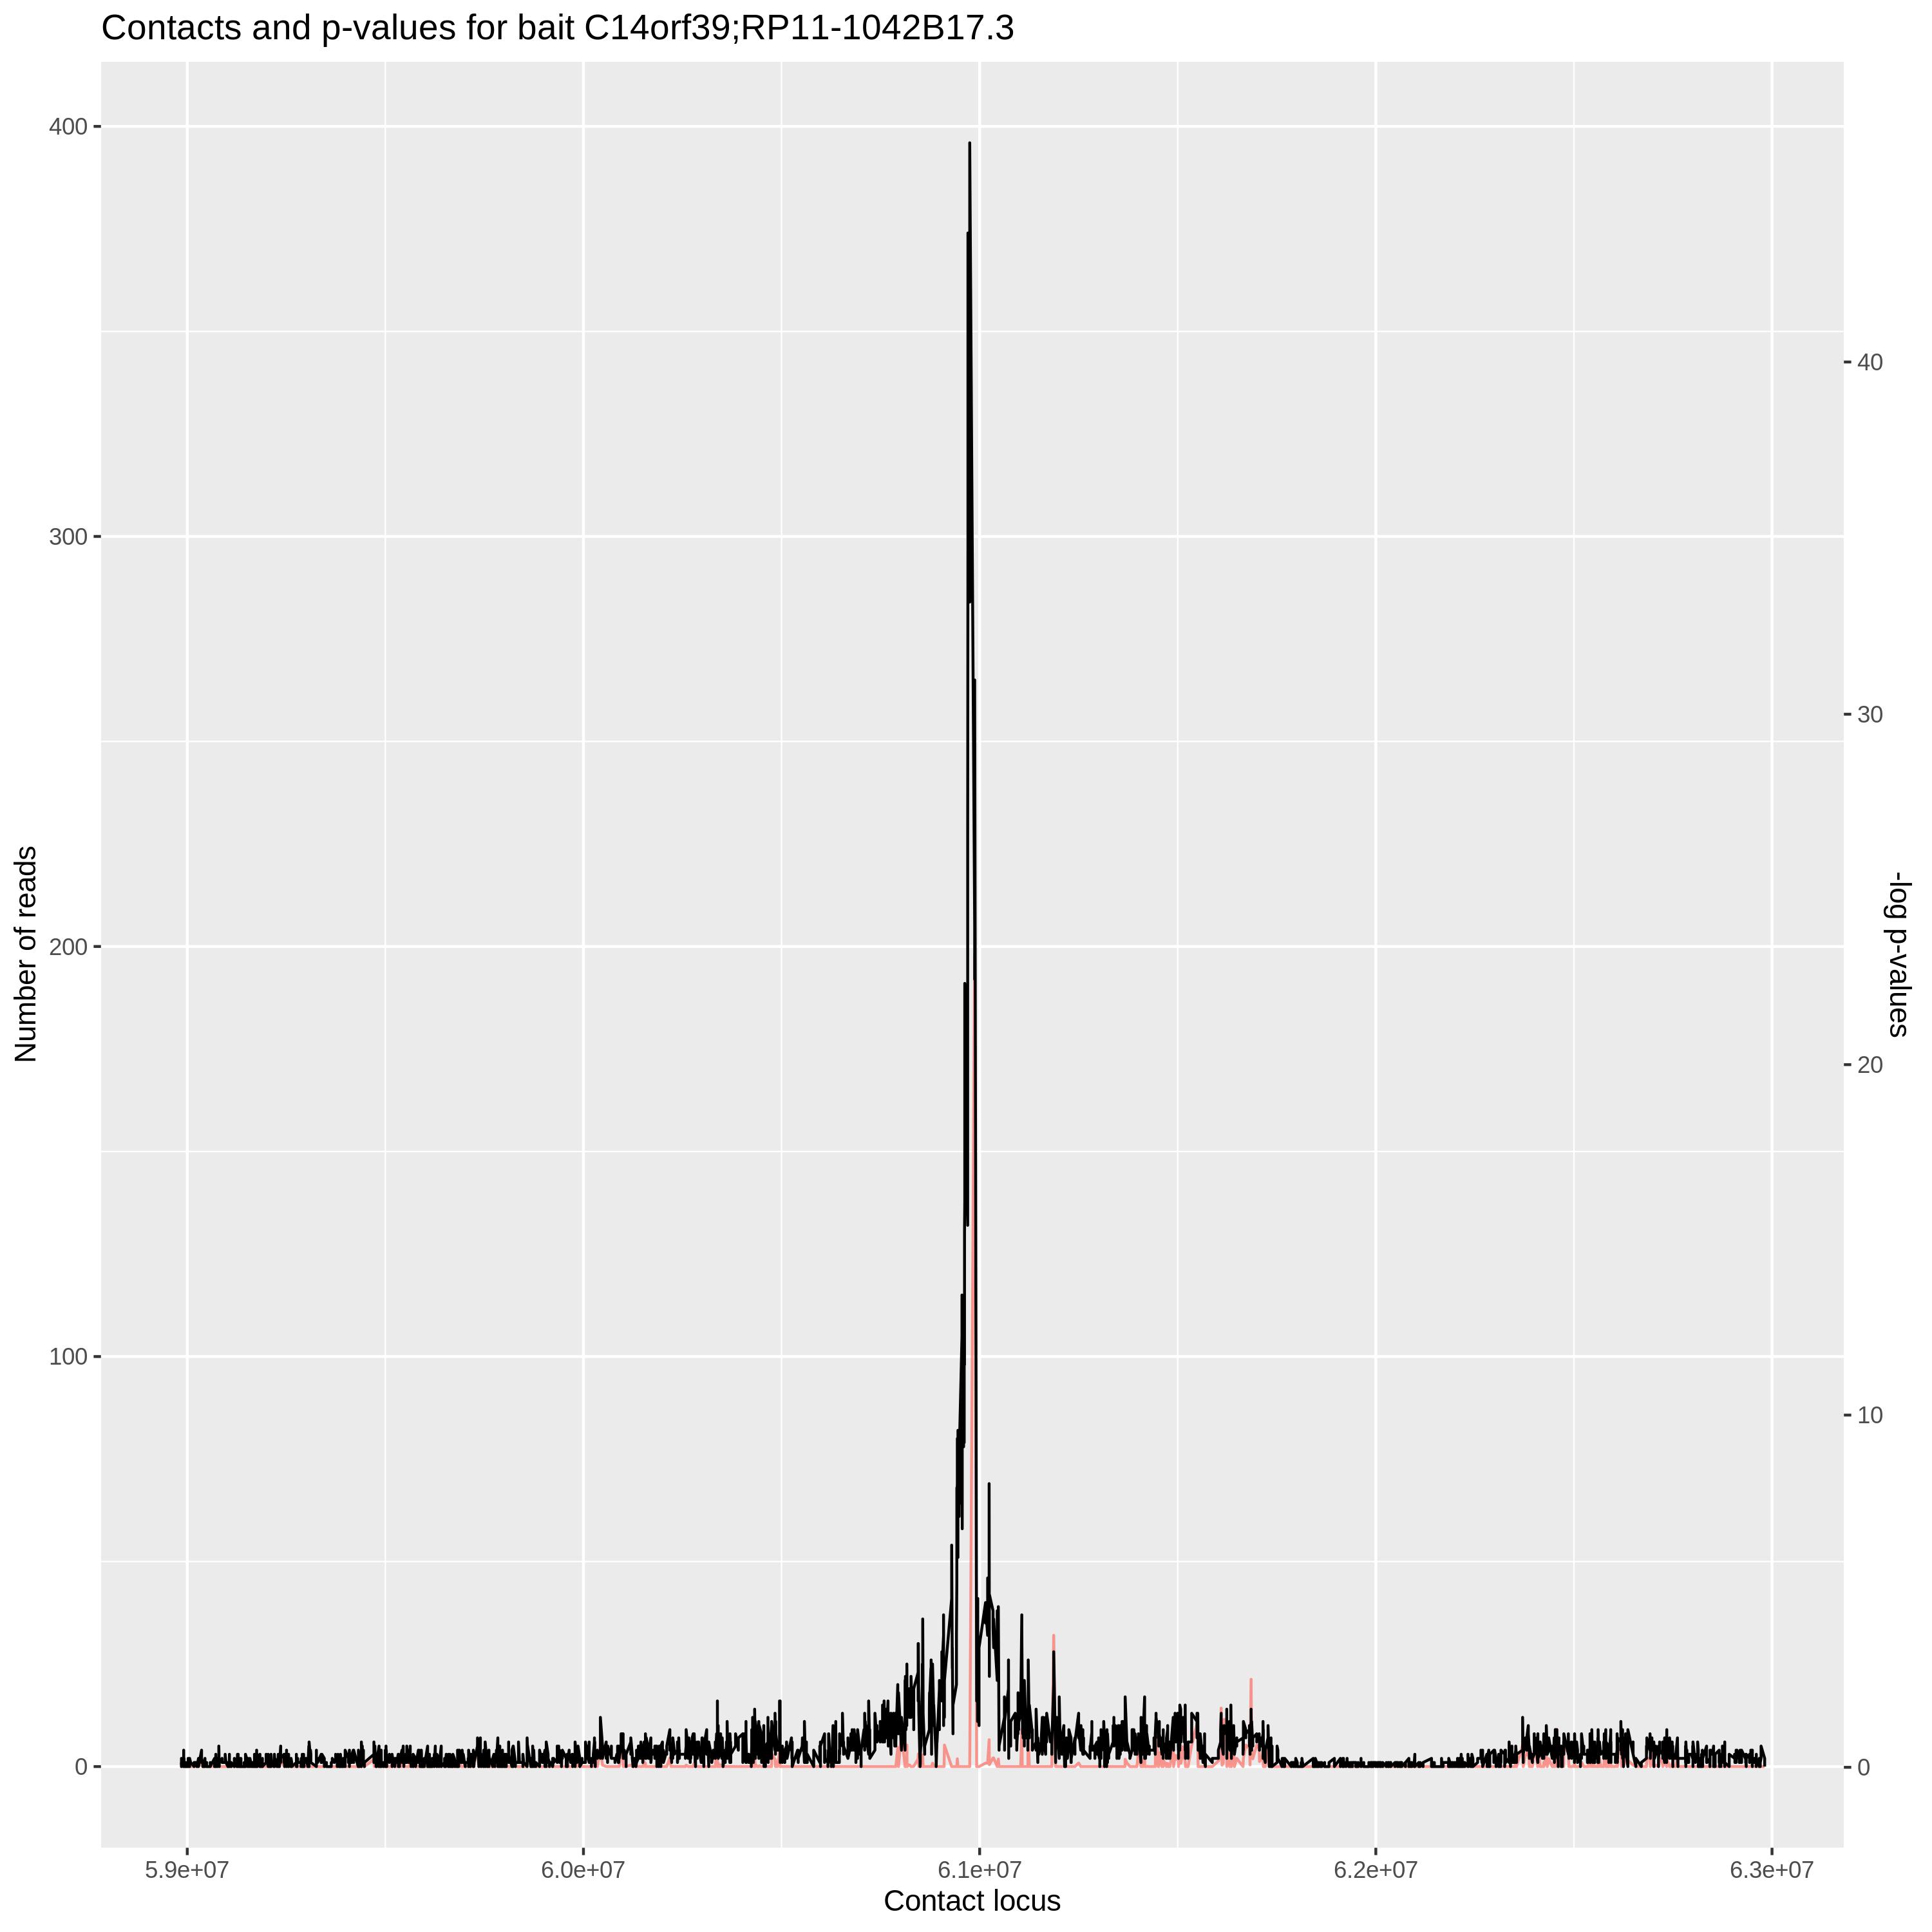 Contacts and p-values for bait C14orf39;RP11-1042B17.3
400
300
200
100
0
Number of reads
40
30
20
10
0
-log p-values
5.9e+07 6.0e+07 6.1e+07 6.2e+07 6.3e+07
Contact locus